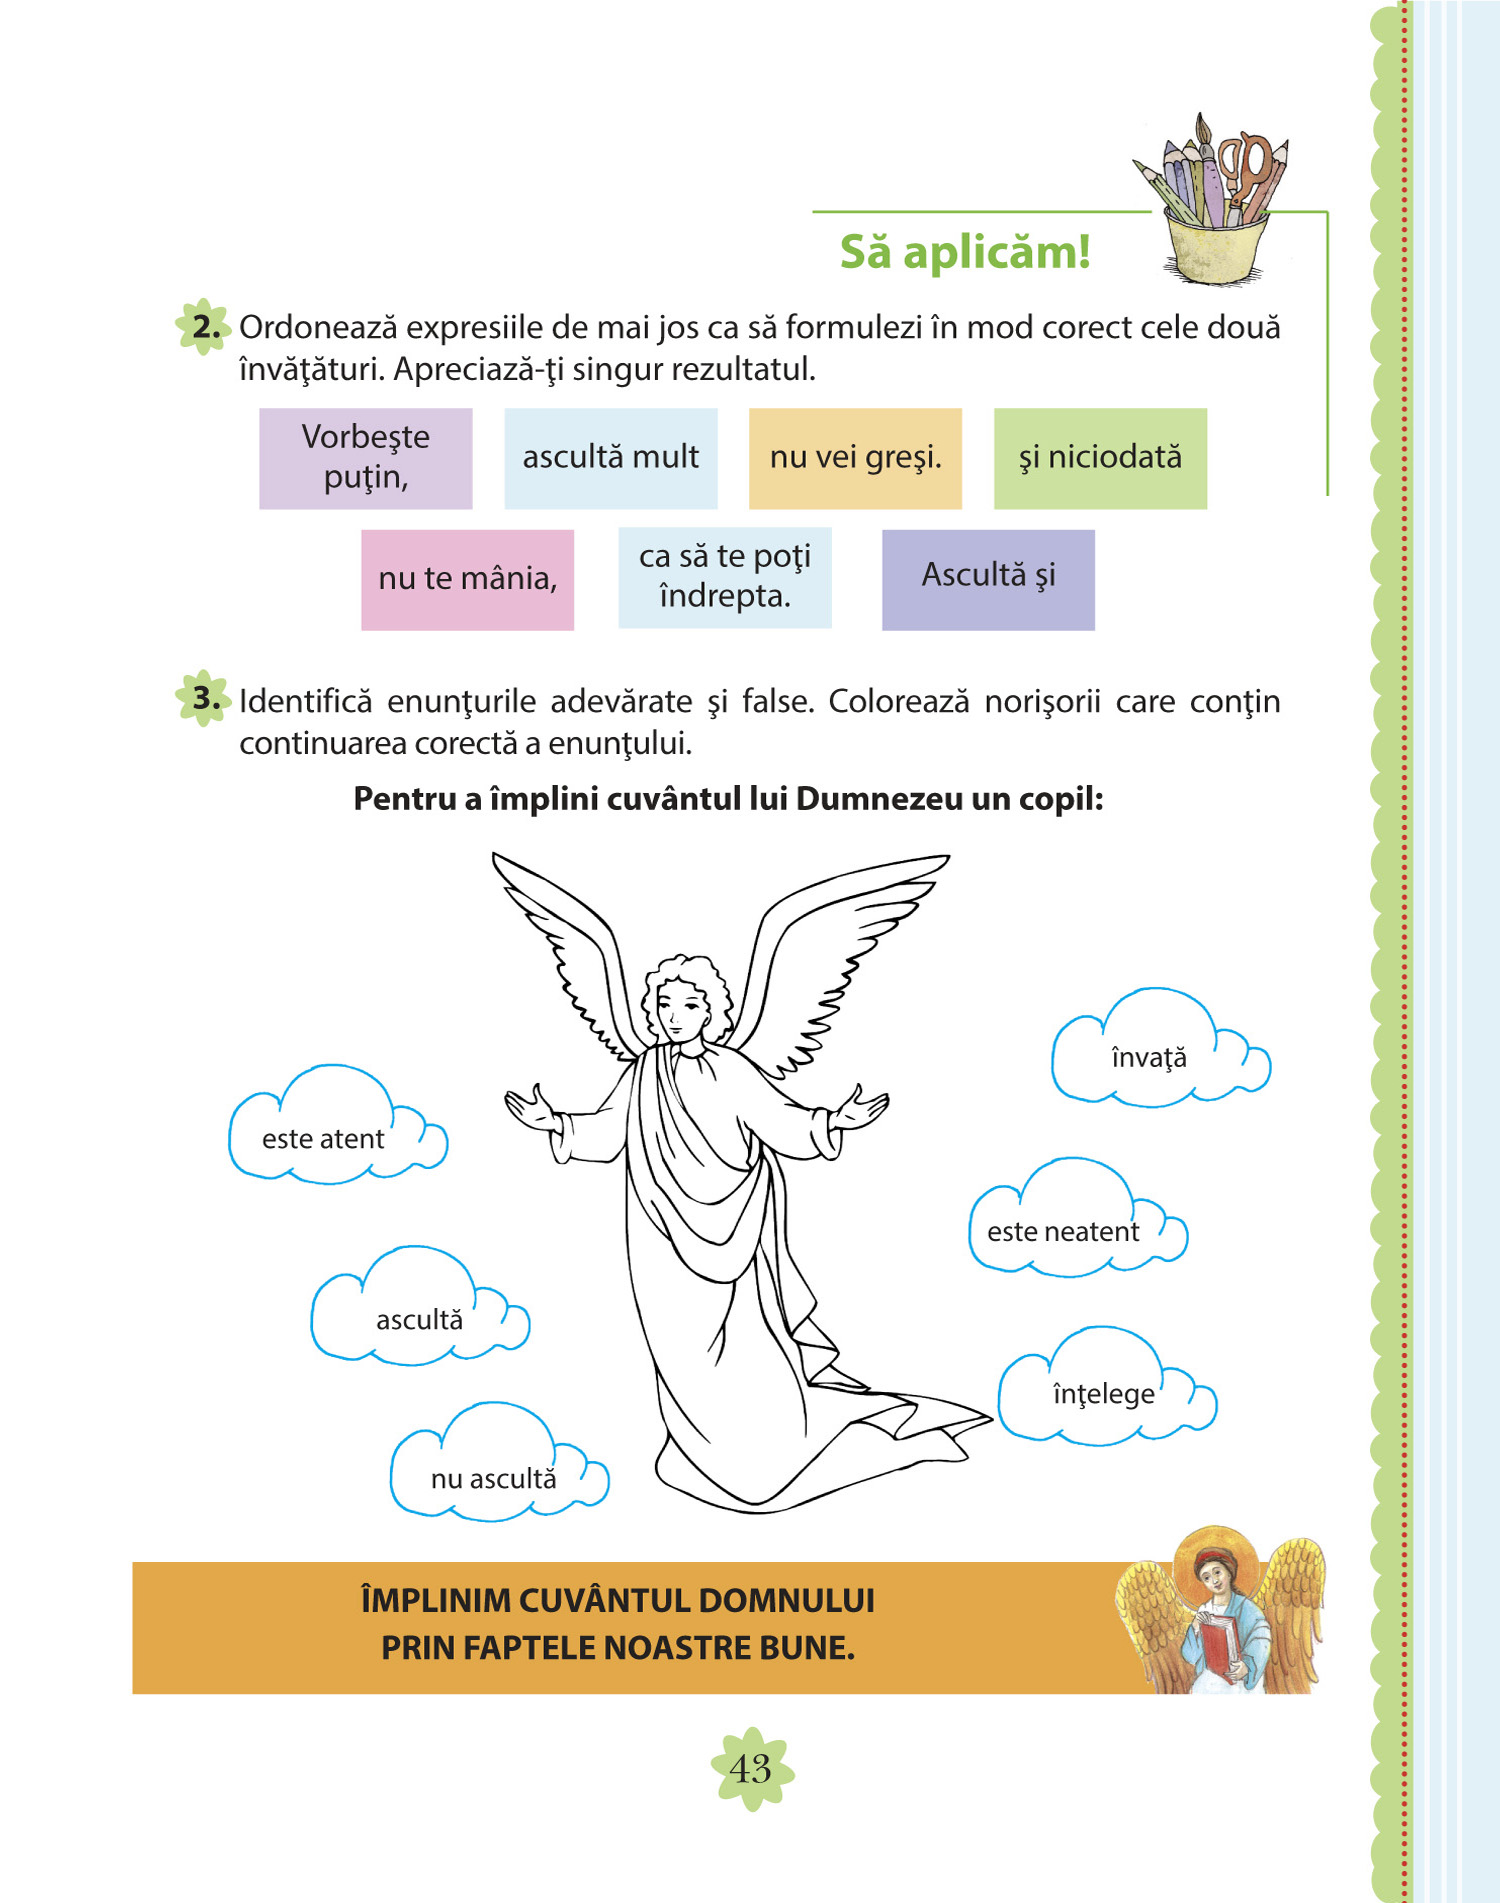 Să aplicăm!
2. Ordonează expresiile de mai jos ca să formulezi în mod corect cele două
învăţături. Apreciază-ţi singur rezultatul.
Vorbeşte
puţin,
ascultă mult
nu vei greşi.
şi niciodată
nu te mânia,
ca să te poţi
îndrepta.
Ascultă şi
3. Identifică enunţurile adevărate şi false. Colorează norişorii care conţin
continuarea corectă a enunţului.
Pentru a împlini cuvântul lui Dumnezeu un copil:
învaţă
este atent
este neatent
ascultă
înţelege
nu ascultă
ÎMPLINIM CUVÂNTUL DOMNULUI
PRIN FAPTELE NOASTRE BUNE.
43